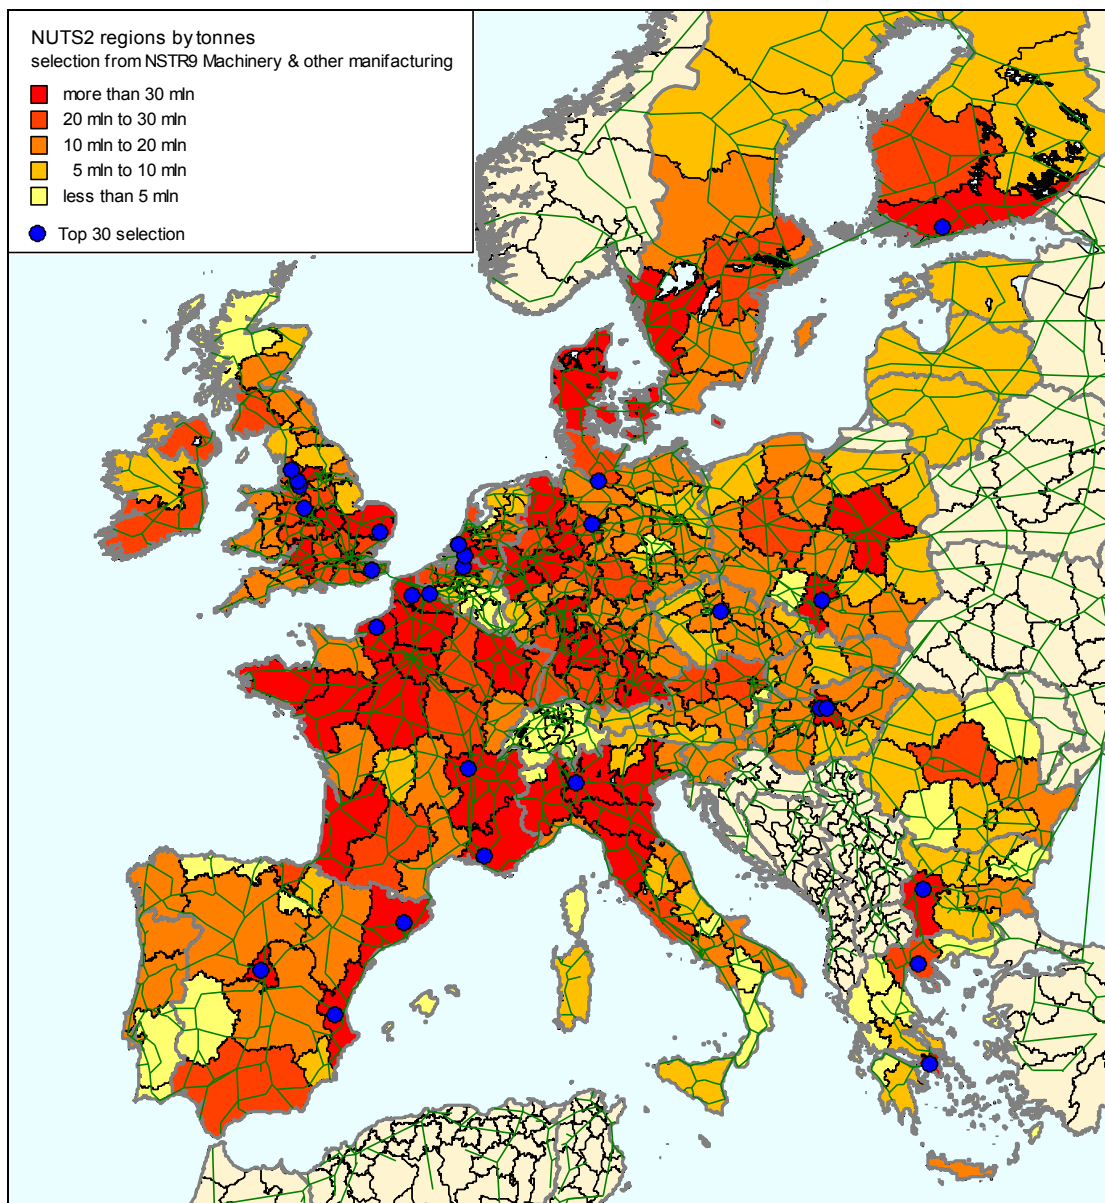 NUTS2 regions by tonnes
selection from NSTR9 Machinery & other manifacturing
more than 30 mln
20 mln to 30 mln
10 mln to 20 mln
5 mln to 10 mln
less than 5 mln
Top 30 selection